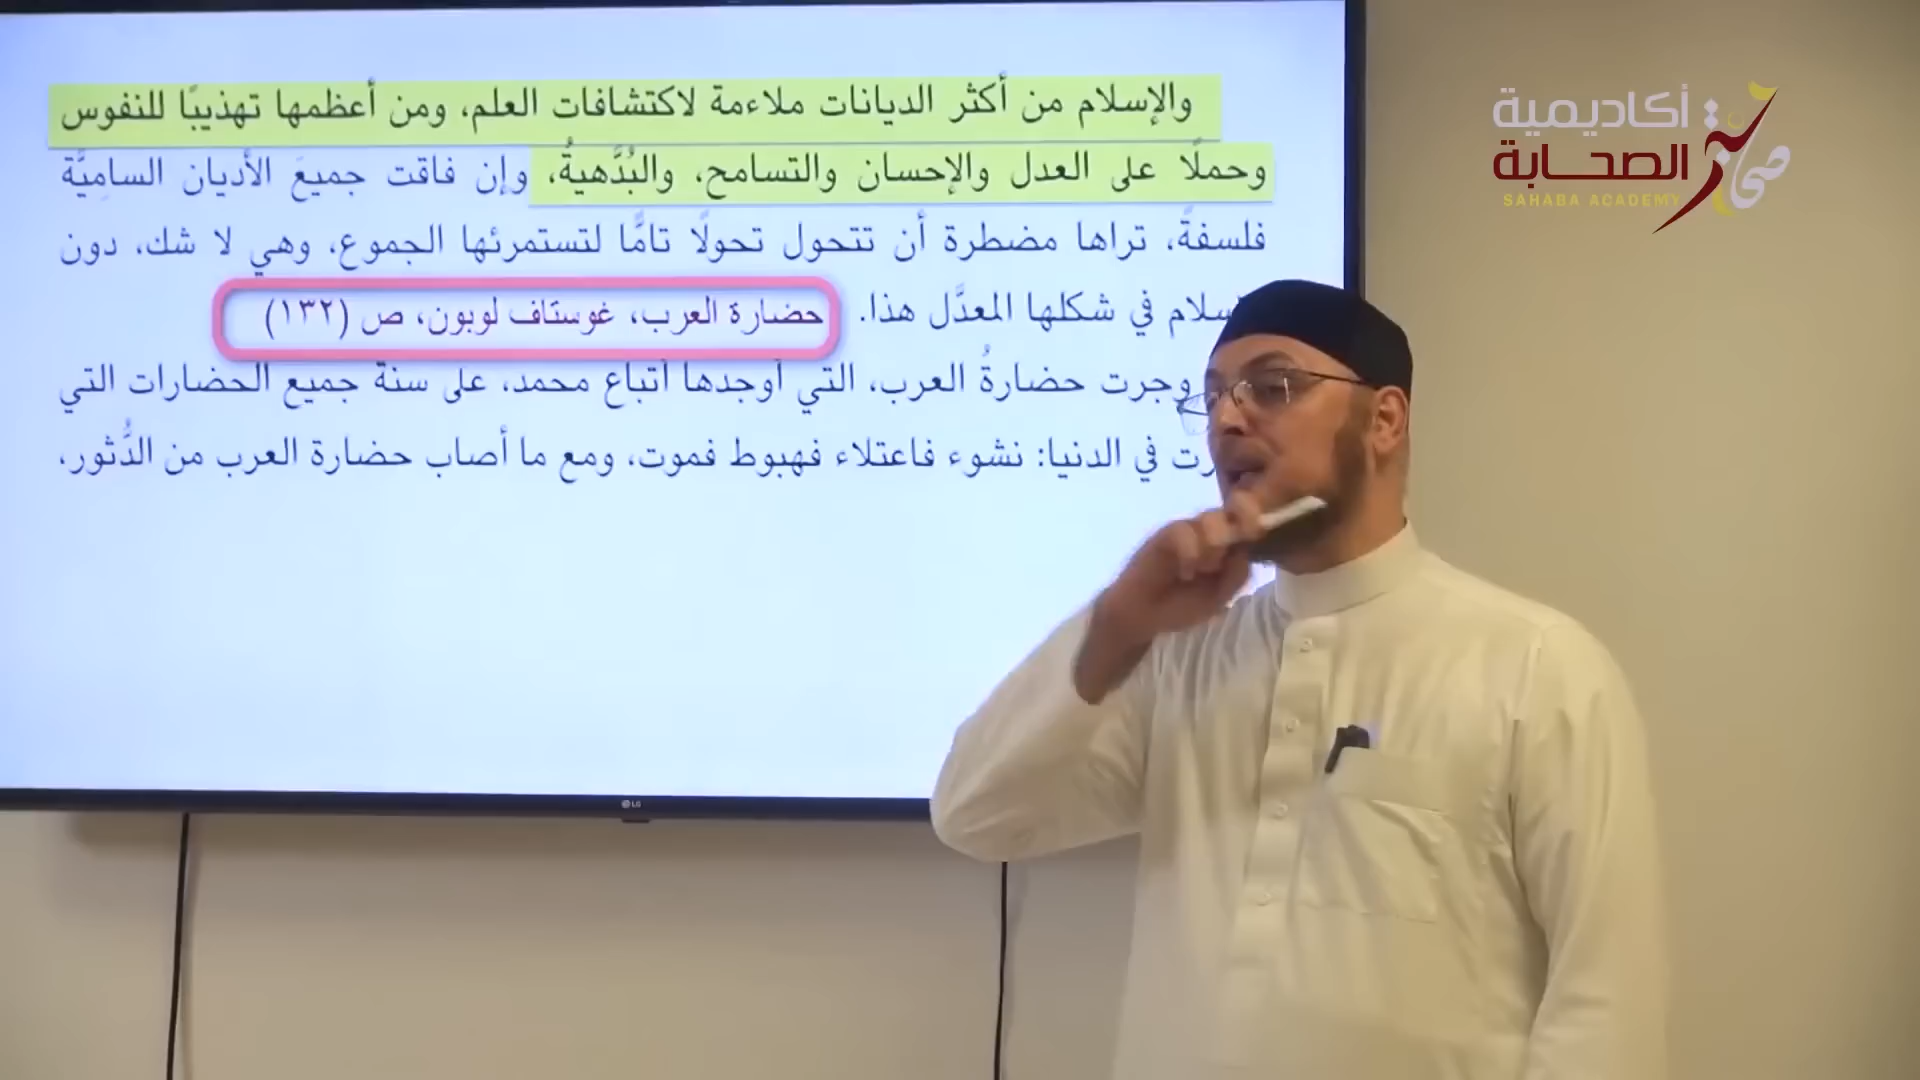 والإسلام من أكثر الديانات ملاءمة لاكتشافات العلم، ومن أعظمها تهذيبًا للنفوس
وحملًا على العدل والإحسان والتسامح، والبُدَّهيةُ، وإن فاقت جميعَ الأديان السامِيَّة
فلسفةً، تراها مضطرة أن تتحول تحولًا تامًّا لتستمرئها الجموع، وهي لا شك، دون
في شكلها المعدَّل هذا.
حضارة العرب، غوستاف لوبون، ص (١٣٢)
وجرت حضارةُ العرب، التي أوجدها أتباع محمد، على سنة جميع الحضارات التي
في الدنيا: نشوء فاعتلاء فهبوط فموت، ومع ما أصاب حضارة العرب من الدُّثور،
LG
أكاديمية
الصحابة
SAHABA ACADEMY